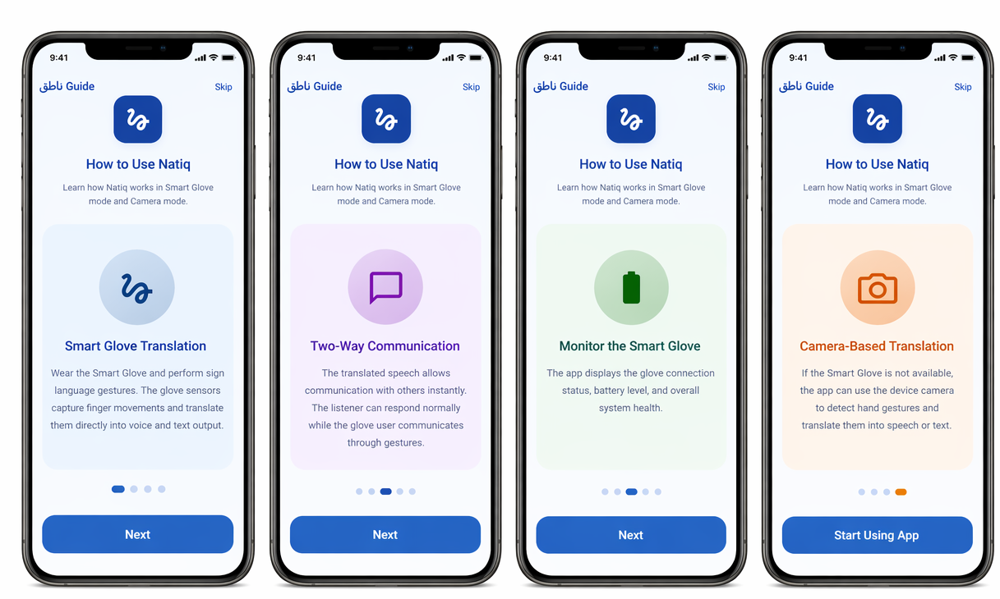 9:41
ناطق Guide
Skip
How to Use Natiq
Learn how Natiq works in Smart Glove
mode and Camera mode.
Smart Glove Translation
Wear the Smart Glove and perform sign
language gestures. The glove sensors
capture finger movements and translate
them directly into voice and text output.
Next
9:41
ناطق Guide
Skip
How to Use Natiq
Learn how Natiq works in Smart Glove
mode and Camera mode.
Two-Way Communication
The translated speech allows
communication with others instantly.
The listener can respond normally
while the glove user communicates
through gestures.
Next
9:41
ناطق Guide
Skip
How to Use Natiq
Learn how Natiq works in Smart Glove
mode and Camera mode.
Monitor the Smart Glove
The app displays the glove connection
status, battery level, and overall
system health.
Next
9:41
ناطق Guide
Skip
How to Use Natiq
Learn how Natiq works in Smart Glove
mode and Camera mode.
Camera-Based Translation
If the Smart Glove is not available,
the app can use the device camera
to detect hand gestures and
translate them into speech or text.
Start Using App